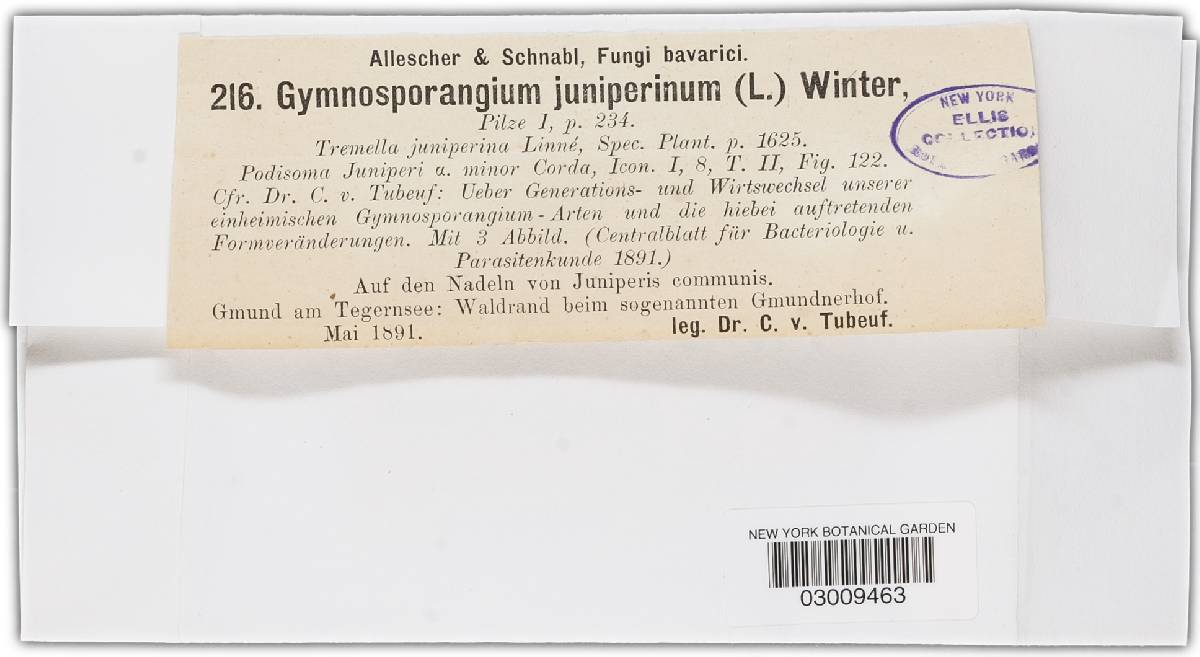 Allescher & Schnabl, Fungi bavarici.
216. Gymnosporangium juniperinum (L.) Winter,
Pilze I, p. 234.
Tremella juniperina Linné, Spec. Plant. p. 1625.
Podisoma Juniperi α. minor Corda, Icon. I, 8, T. II, Fig. 122.
Cfr. Dr. C. v. Tubeuf: Ueber Generations- und Wirtswechsel unserer
einheimischen Gymnosporangium-Arten und die hiebei auftretenden
Formveränderungen. Mit 3 Abbild. (Centralblatt für Bacteriologie u.
Parasitenkunde 1891.)
Auf den Nadeln von Juniperis communis.
Gmund am Tegernsee: Waldrand beim sogenannten Gmundnerhof.
Mai 1891.
leg. Dr. C. v. Tubeuf.
NEW YORK
ELLIS
COLLECTIO
NEW YORK BOTANICAL GARDEN
03009463